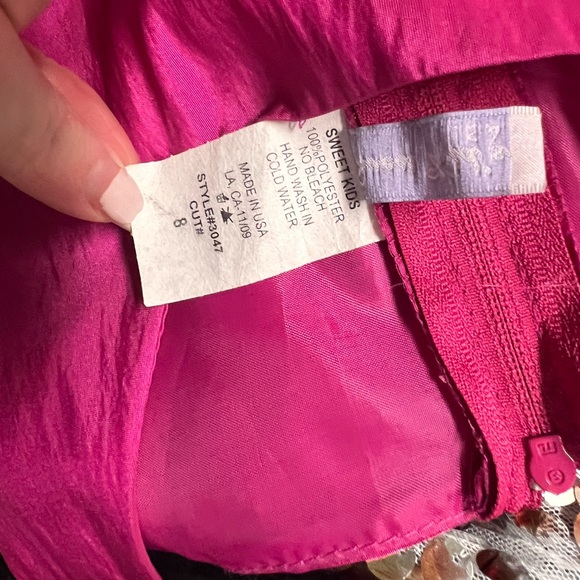 SWEET KIDS
100%POLYESTER
NO BLEACH
HAND WASH IN
COLD WATER
MADE IN USA
LA, CA-11/09
STYLE#3047
CUT#
8